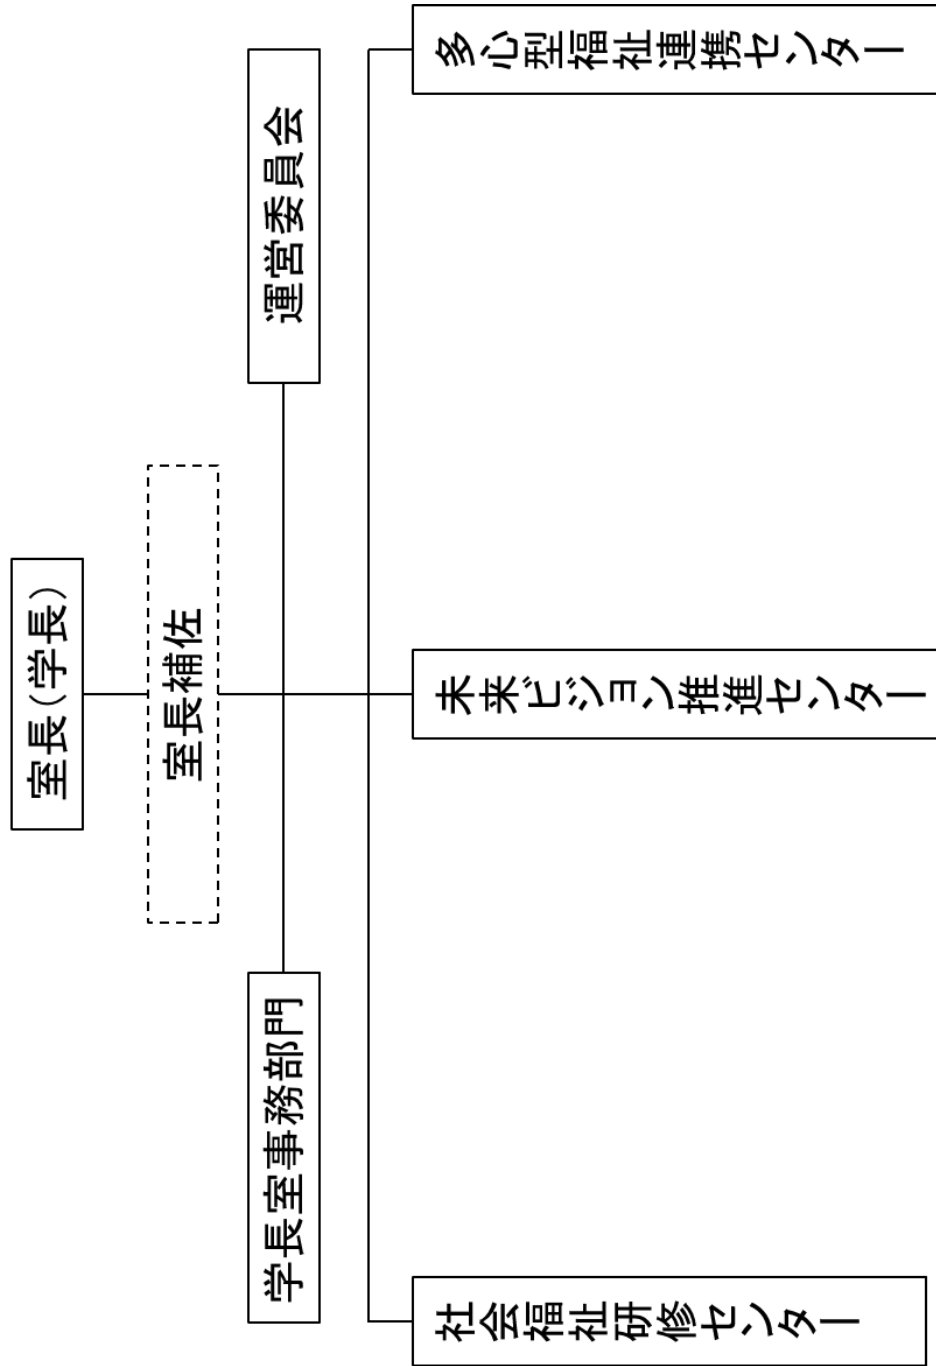 室長(学長)
室長補佐
学長室事務部門
運営委員会
社会福祉研修センター
未来ビジョン推進センター
多心型福祉連携センター